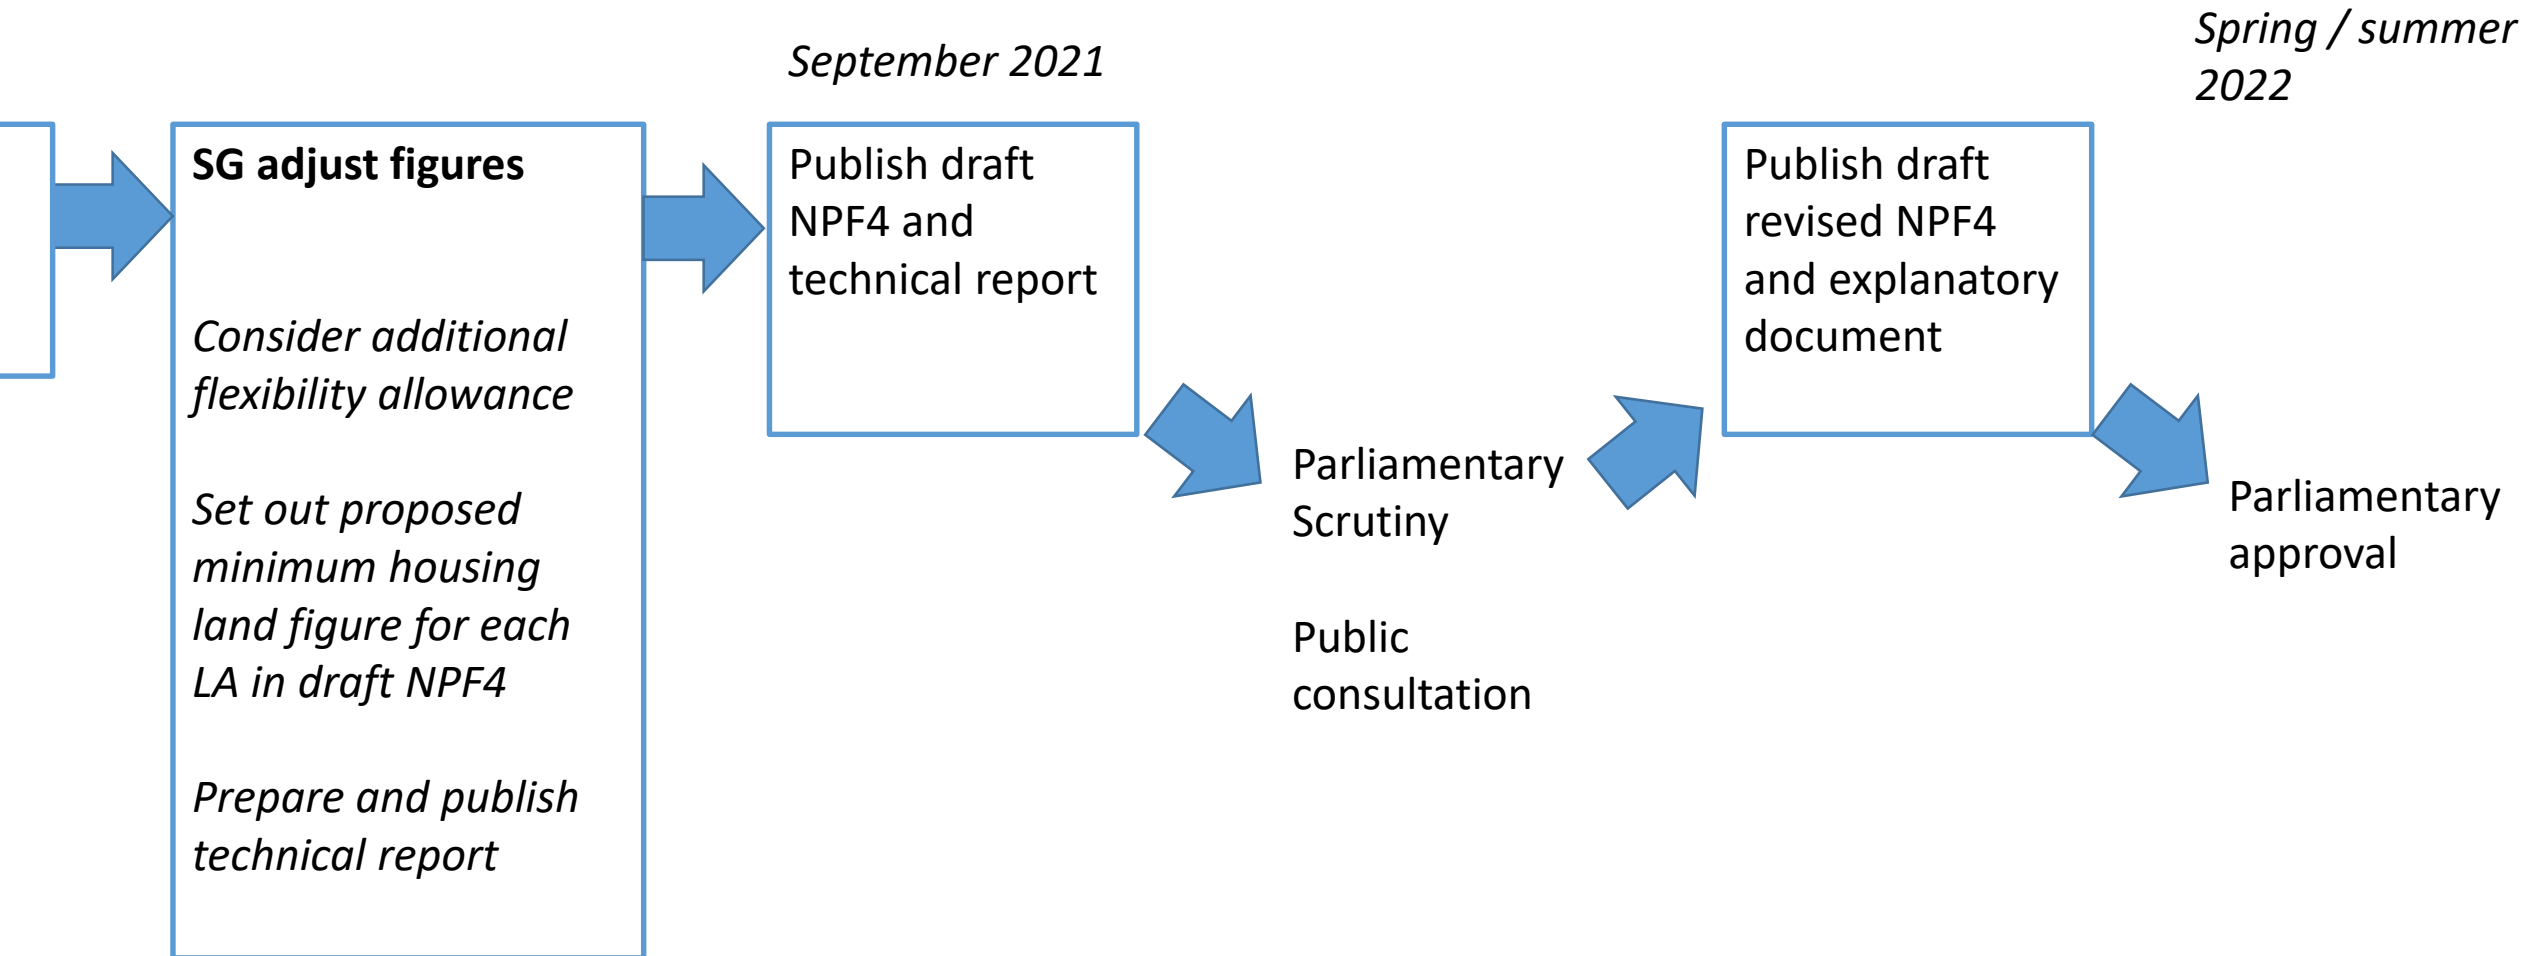 SG adjust figures
Consider additional
flexibility allowance
Set out proposed
minimum housing
land figure for each
LA in draft NPF4
Prepare and publish
technical report
September 2021
Publish draft
NPF4 and
technical report
Parliamentary
Scrutiny
Public
consultation
Publish draft
revised NPF4
and explanatory
document
Spring / summer
2022
Parliamentary
approval